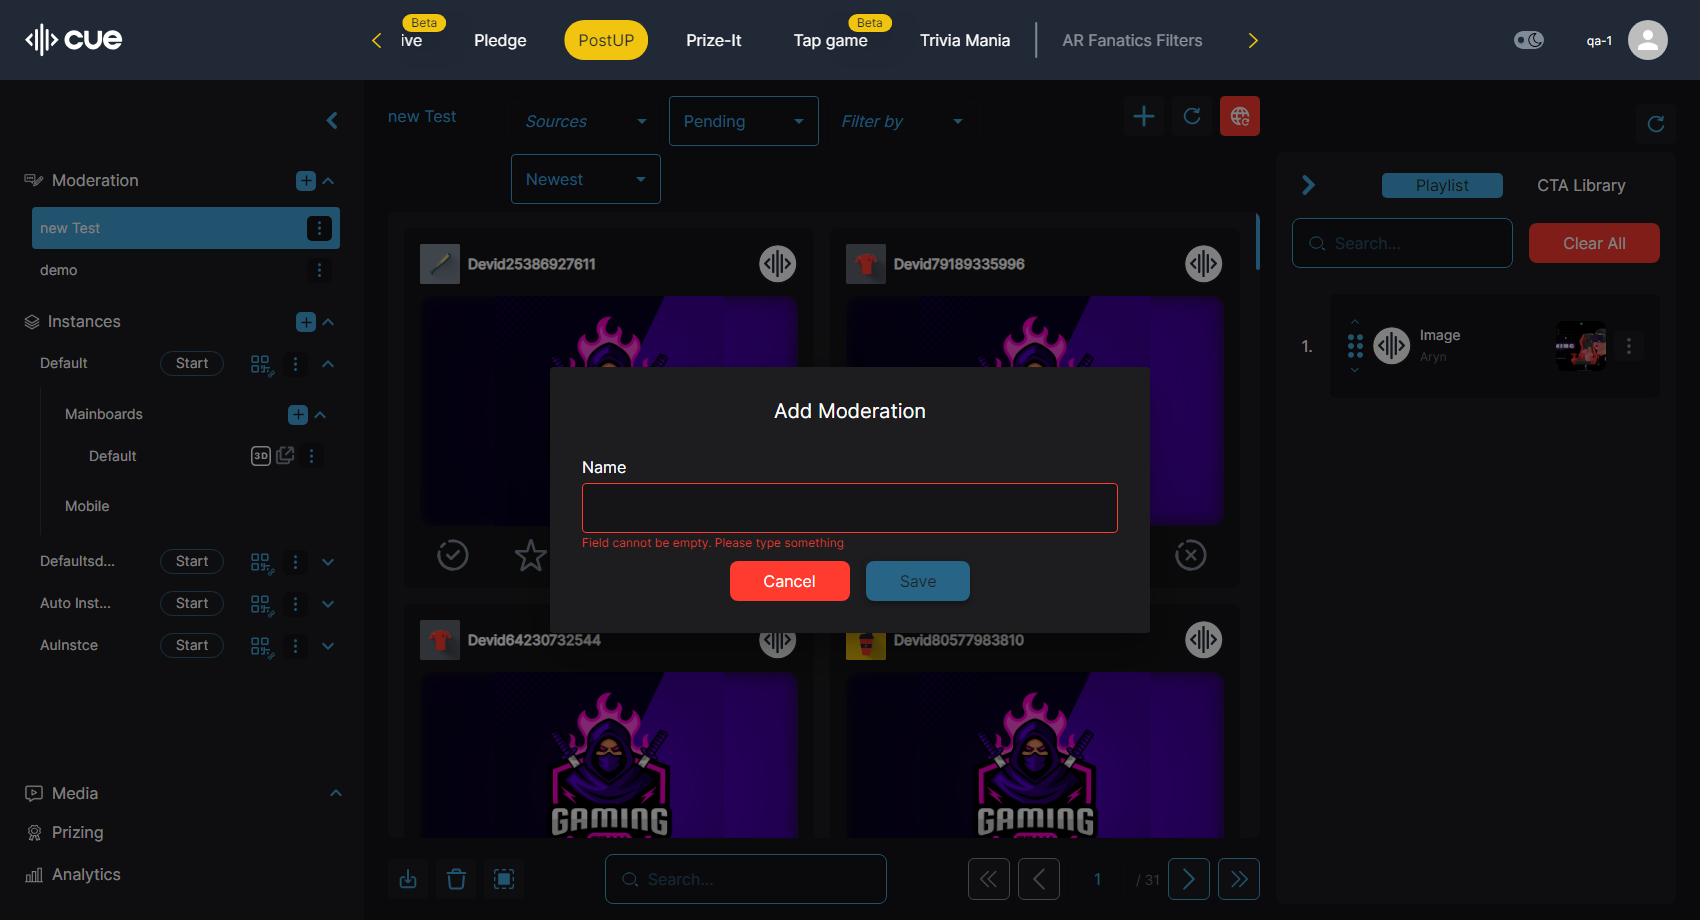 cue
Beta
ive
Pledge
PostUP
Prize-It
Beta
Tap game
Trivia Mania
AR Fanatics Filters
qa-1
new Test
Sources
Pending
Filter by
Newest
Moderation
new Test
demo
Instances
Default
Start
Mainboards
Default
3D
Mobile
Defaultsd...
Start
Auto Inst...
Start
AuInstce
Start
Media
Prizing
Analytics
Devid25386927611
Devid79189335996
Devid64230732544
GAMING
Devid80577983810
GAMING
Add Moderation
Name
Field cannot be empty. Please type something
Cancel
Save
Search...
1
/ 31
Playlist
CTA Library
Search...
Clear All
1.
Image
Aryn